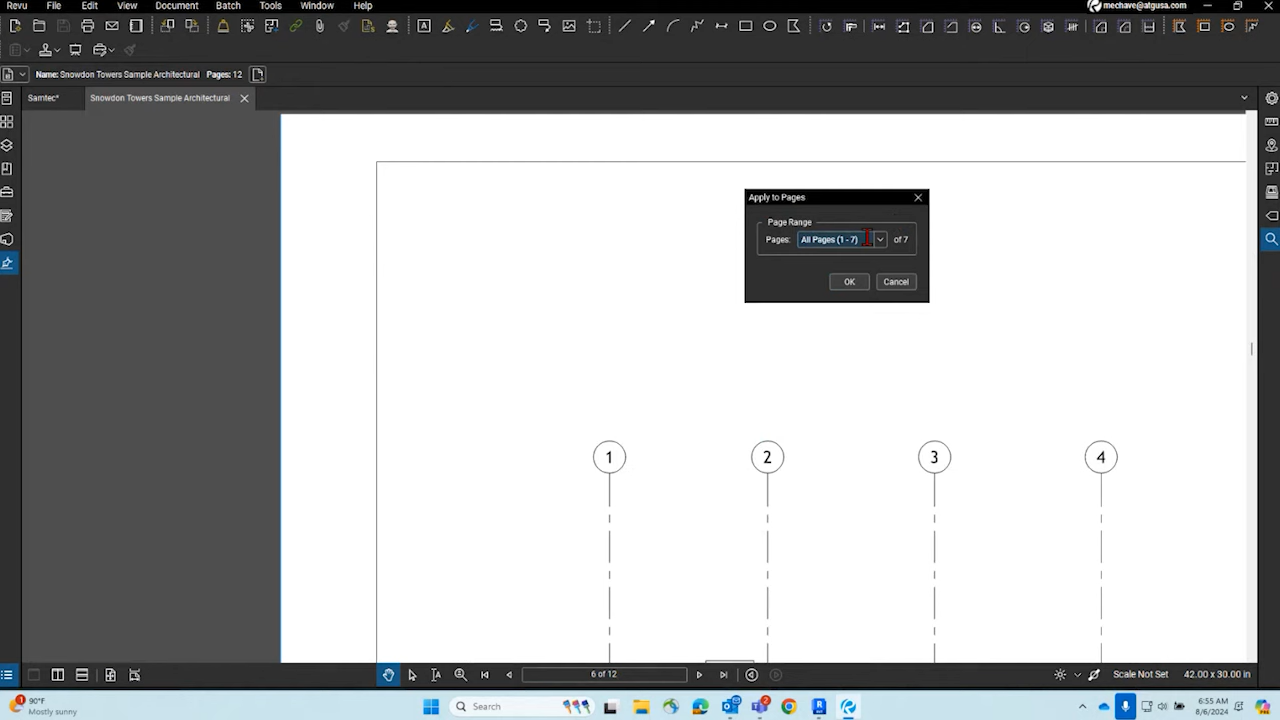 Revu File Edit View Document Batch Tools Window Help
mechave@atgusa.com
Name: Snowdon Towers Sample Architectural Pages: 12
Samtec* Snowdon Towers Sample Architectural
Apply to Pages
Page Range
Pages: All Pages (1 - 7) of 7
OK Cancel
1 2 3 4
6 of 12
Scale Not Set 42.00 x 30.00 in
90°F
Mostly sunny
Search
6:55 AM
8/6/2024